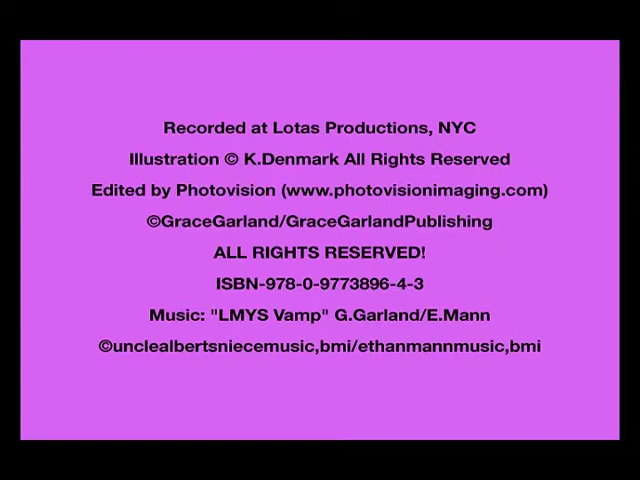 Recorded at Lotas Productions, NYC
Illustration © K.Denmark All Rights Reserved
Edited by Photovision (www.photovisionimaging.com)
©GraceGarland/GraceGarlandPublishing
ALL RIGHTS RESERVED!
ISBN-978-0-9773896-4-3
Music: "LMYS Vamp" G.Garland/E.Mann
©unclealbertsniecemusic,bmi/ethanmannmusic,bmi